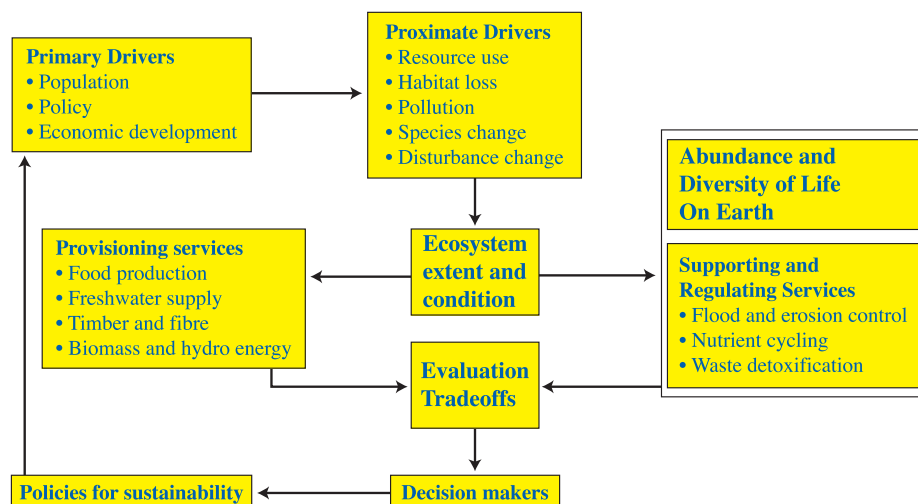 Primary Drivers
• Population
• Policy
• Economic development
Proximate Drivers
• Resource use
• Habitat loss
• Pollution
• Species change
• Disturbance change
Abundance and
Diversity of Life
On Earth
Provisioning services
• Food production
• Freshwater supply
• Timber and fibre
• Biomass and hydro energy
Ecosystem
extent and
condition
Supporting and
Regulating Services
• Flood and erosion control
• Nutrient cycling
• Waste detoxification
Evaluation
Tradeoffs
Policies for sustainability
Decision makers